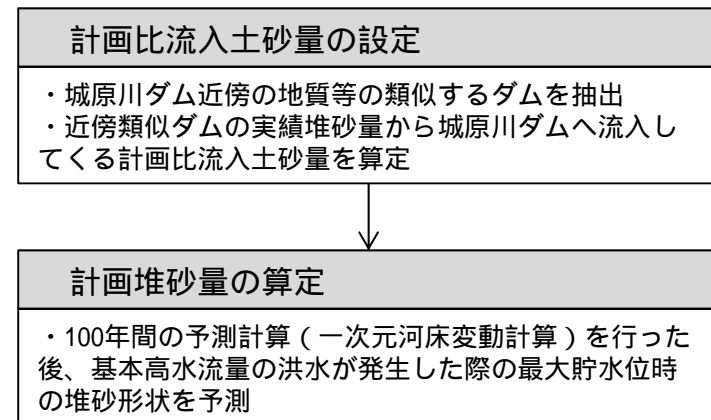 計画比流入土砂量の設定
・城原川ダム近傍の地質等の類似するダムを抽出
・近傍類似ダムの実績堆砂量から城原川ダムへ流入し
てくる計画比流入土砂量を算定
計画堆砂量の算定
・100年間の予測計算(一次元河床変動計算)を行った
後、基本高水流量の洪水が発生した際の最大貯水位時
の堆砂形状を予測